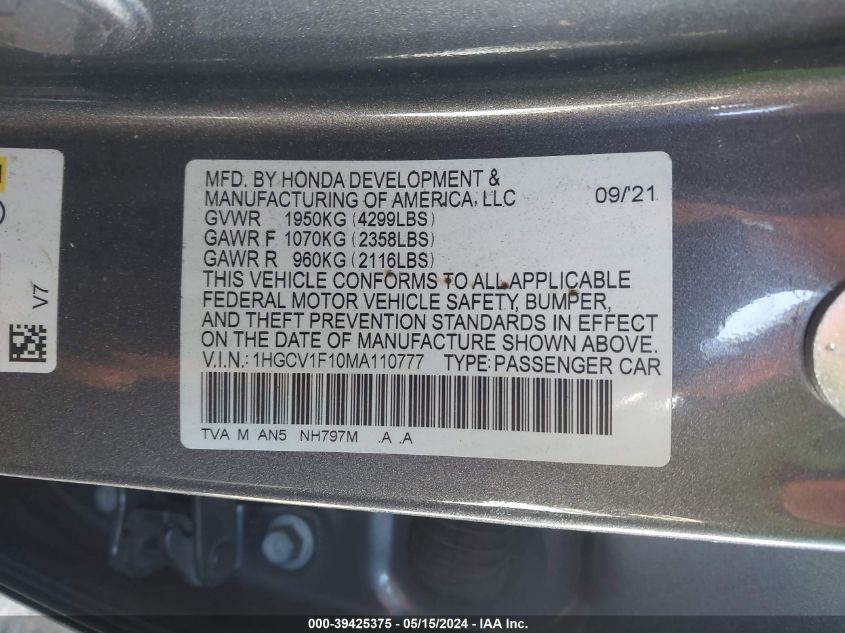 MFD. BY HONDA DEVELOPMENT &
MANUFACTURING OF AMERICA, LLC 09/'21
GVWR 1950KG (4299LBS)
GAWR F 1070KG (2358LBS)
GAWR R 960KG (2116LBS)
THIS VEHICLE CONFORMS TO ALL APPLICABLE
FEDERAL MOTOR VEHICLE SAFETY, BUMPER,
AND THEFT PREVENTION STANDARDS IN EFFECT
ON THE DATE OF MANUFACTURE SHOWN ABOVE.
V.I.N.: 1HGCV1F10MA110777 TYPE: PASSENGER CAR
TVA M AN5 NH797M .A .A
V7
000-39425375 - 05/15/2024 - IAA Inc.